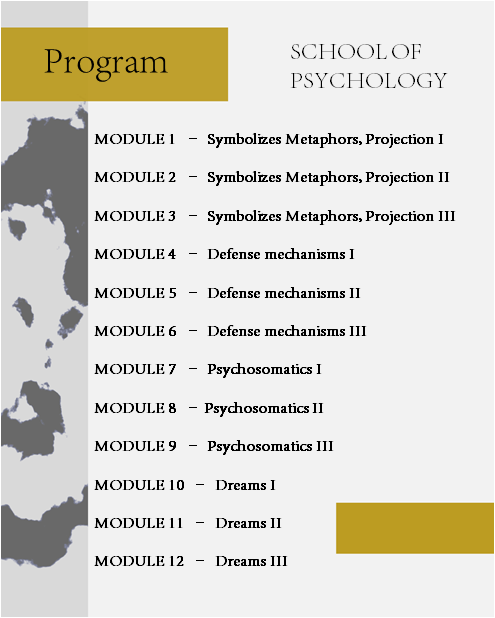 Program
SCHOOL OF
PSYCHOLOGY
MODULE 1 – Symbolizes Metaphors, Projection I
MODULE 2 – Symbolizes Metaphors, Projection II
MODULE 3 – Symbolizes Metaphors, Projection III
MODULE 4 – Defense mechanisms I
MODULE 5 – Defense mechanisms II
MODULE 6 – Defense mechanisms III
MODULE 7 – Psychosomatics I
MODULE 8 – Psychosomatics II
MODULE 9 – Psychosomatics III
MODULE 10 – Dreams I
MODULE 11 – Dreams II
MODULE 12 – Dreams III